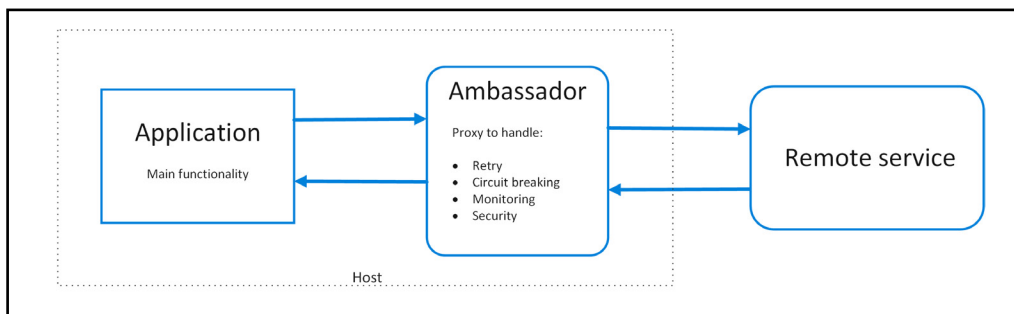 Application
Main functionality
Ambassador
Proxy to handle:
• Retry
• Circuit breaking
• Monitoring
• Security
Remote service
Host